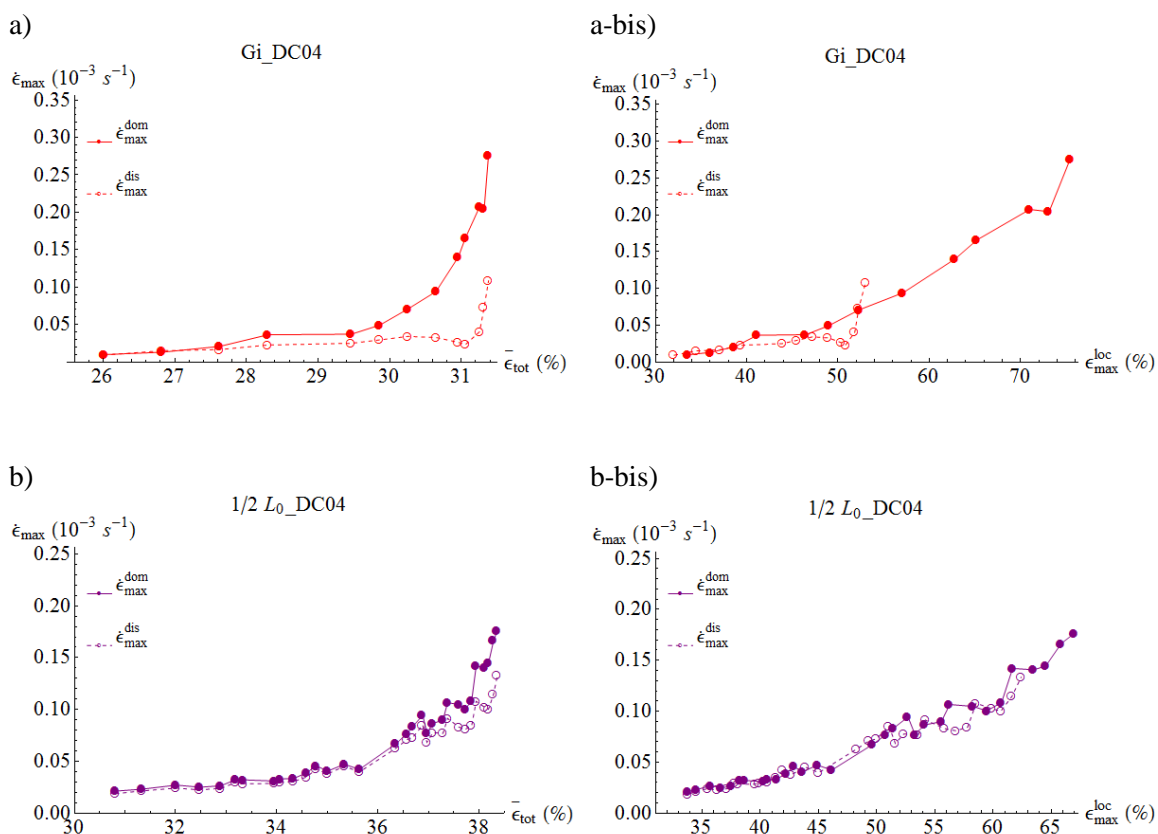 a)
Gi_DC04
ϵ̇max (10⁻³ s⁻¹)
0.35
0.30
0.25
0.20
0.15
0.10
0.05
ϵ̇max^dom
ϵ̇max^dis
26 27 28 29 30 31
ϵ̄tot (%)
a-bis)
Gi_DC04
ϵ̇max (10⁻³ s⁻¹)
0.35
0.30
0.25
0.20
0.15
0.10
0.05
0.00
ϵ̇max^dom
ϵ̇max^dis
30 40 50 60 70
ϵmax^loc (%)
b)
1/2 L₀_DC04
ϵ̇max (10⁻³ s⁻¹)
0.25
0.20
0.15
0.10
0.05
0.00
ϵ̇max^dom
ϵ̇max^dis
30 32 34 36 38
ϵ̄tot (%)
b-bis)
1/2 L₀_DC04
ϵ̇max (10⁻³ s⁻¹)
0.25
0.20
0.15
0.10
0.05
0.00
ϵ̇max^dom
ϵ̇max^dis
35 40 45 50 55 60 65
ϵmax^loc (%)